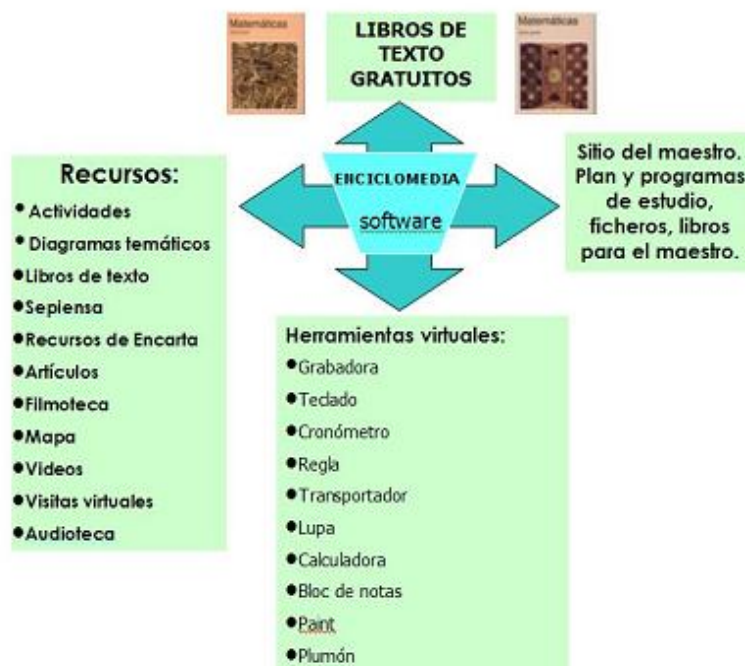 Matemáticas
LIBROS DE
TEXTO
GRATUITOS
Matemáticas
ENCICLOMEDIA
software
Recursos:
• Actividades
• Diagramas temáticos
•Libros de texto
•Sepiensa
•Recursos de Encarta
•Artículos
•Filmoteca
•Mapa
•Videos
•Visitas virtuales
•Audioteca
Sitio del maestro.
Plan y programas
de estudio,
ficheros, libros
para el maestro.
Herramientas virtuales:
•Grabadora
•Teclado
•Cronómetro
•Regla
•Transportador
•Lupa
•Calculadora
•Bloc de notas
•Paint
•Plumón